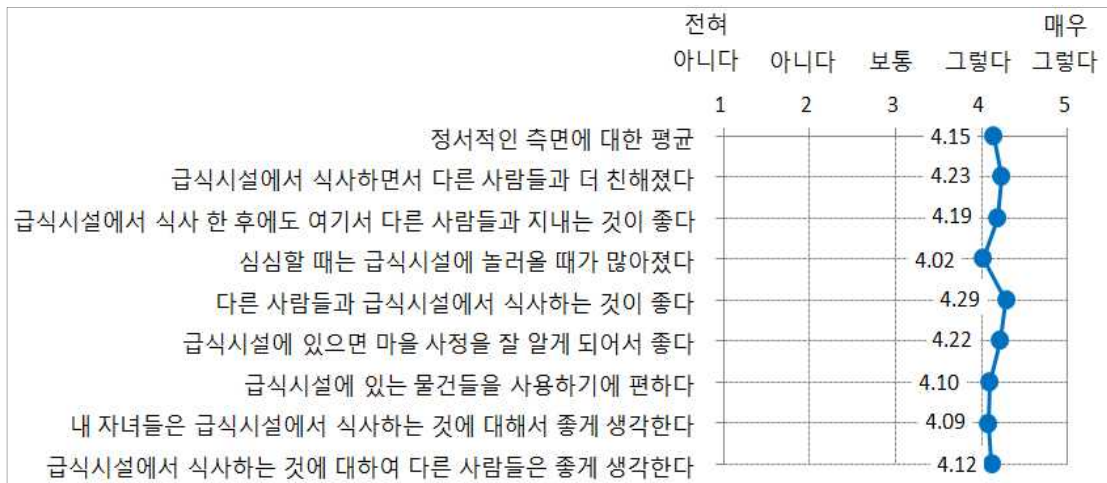 전혀 매우
아니다 아니다 보통 그렇다 그렇다
1 2 3 4 5
정서적인 측면에 대한 평균 4.15
급식시설에서 식사하면서 다른 사람들과 더 친해졌다 4.23
급식시설에서 식사 한 후에도 여기서 다른 사람들과 지내는 것이 좋다 4.19
심심할 때는 급식시설에 놀러올 때가 많아졌다 4.02
다른 사람들과 급식시설에서 식사하는 것이 좋다 4.29
급식시설에 있으면 마을 사정을 잘 알게 되어서 좋다 4.22
급식시설에 있는 물건들을 사용하기에 편하다 4.10
내 자녀들은 급식시설에서 식사하는 것에 대해서 좋게 생각한다 4.09
급식시설에서 식사하는 것에 대하여 다른 사람들은 좋게 생각한다 4.12